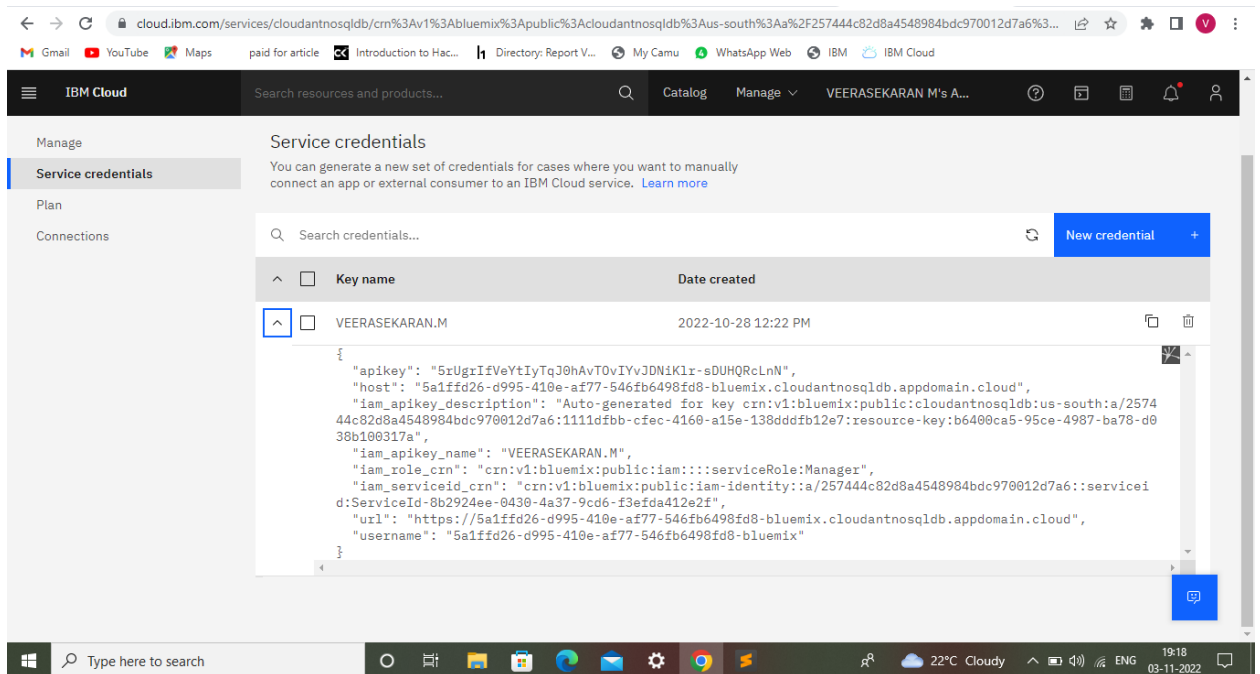 cloud.ibm.com/services/cloudantnosqldb/crn%3Av1%3Abluemix%3Apublic%3Acloudantnosqldb%3Aus-south%3Aa%2F257444c82d8a4548984bdc970012d7a6%3... V
Gmail YouTube Maps paid for article CK Introduction to Hac... Directory: Report V... My Camu WhatsApp Web IBM IBM Cloud
IBM Cloud Search resources and products... Catalog Manage VEERASEKARAN M's A...
Manage
Service credentials
Plan
Connections
Service credentials
You can generate a new set of credentials for cases where you want to manually
connect an app or external consumer to an IBM Cloud service. Learn more
Search credentials... New credential +
Key name Date created
VEERASEKARAN.M 2022-10-28 12:22 PM
{
"apikey": "5rUgrIfVeYtIyTqJ0hAvTOvIYvJDNiKlr-sDUHQRcLnN",
"host": "5a1ffd26-d995-410e-af77-546fb6498fd8-bluemix.cloudantnosqldb.appdomain.cloud",
"iam_apikey_description": "Auto-generated for key crn:v1:bluemix:public:cloudantnosqldb:us-south:a/2574
44c82d8a4548984bdc970012d7a6:1111dfbb-cfec-4160-a15e-138dddfb12e7:resource-key:b6400ca5-95ce-4987-ba78-d0
38b100317a",
"iam_apikey_name": "VEERASEKARAN.M",
"iam_role_crn": "crn:v1:bluemix:public:iam::::serviceRole:Manager",
"iam_serviceid_crn": "crn:v1:bluemix:public:iam-identity::a/257444c82d8a4548984bdc970012d7a6::servicei
d:ServiceId-8b2924ee-0430-4a37-9cd6-f3efda412e2f",
"url": "https://5a1ffd26-d995-410e-af77-546fb6498fd8-bluemix.cloudantnosqldb.appdomain.cloud",
"username": "5a1ffd26-d995-410e-af77-546fb6498fd8-bluemix"
}
Type here to search 22°C Cloudy ENG 19:18
03-11-2022